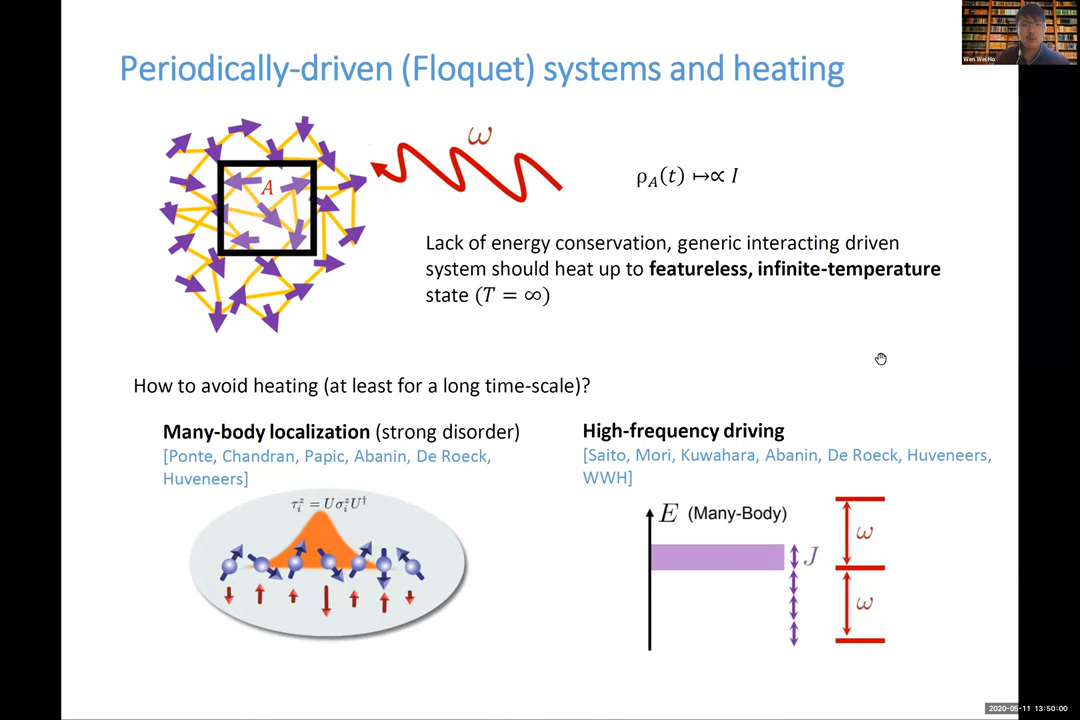 Periodically-driven (Floquet) systems and heating
Wen Wei Ho
ω
A
ρ_A(t) ↦∝ I
Lack of energy conservation, generic interacting driven
system should heat up to featureless, infinite-temperature
state (T = ∞)
How to avoid heating (at least for a long time-scale)?
Many-body localization (strong disorder)
[Ponte, Chandran, Papic, Abanin, De Roeck,
Huveneers]
τ_i^z = Uσ_i^zU^†
High-frequency driving
[Saito, Mori, Kuwahara, Abanin, De Roeck, Huveneers,
WWH]
E (Many-Body)
J
ω
ω
2020-05-11 13:50:00